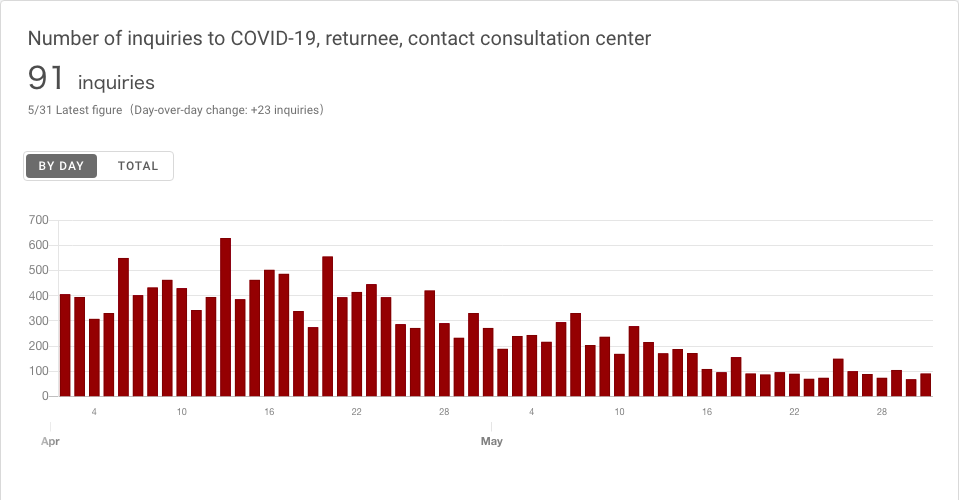 Number of inquiries to COVID-19, returnee, contact consultation center
91 inquiries
5/31 Latest figure（Day-over-day change: +23 inquiries）
BY DAY TOTAL
700
600
500
400
300
200
100
0
4 10 16 22 28 4 10 16 22 28
Apr May